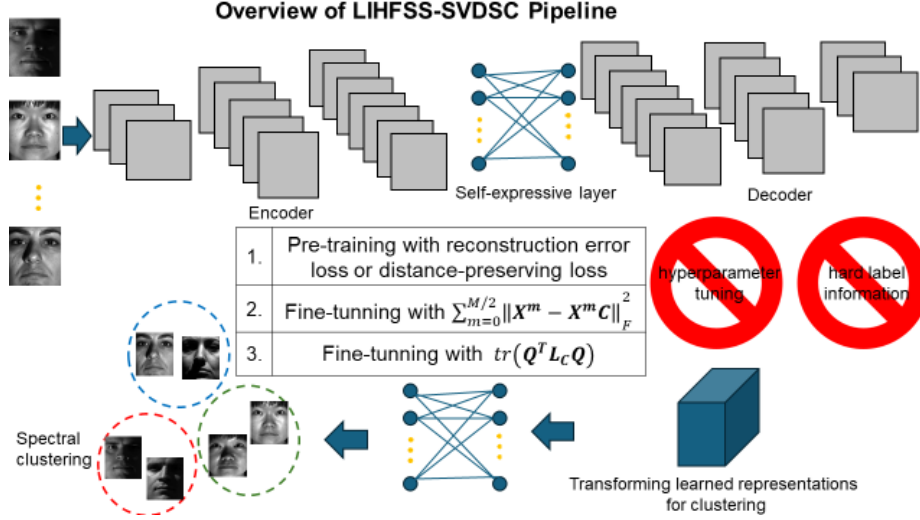 Overview of LIHFSS-SVDSC Pipeline
Self-expressive layer
Encoder
Decoder
1. Pre-training with reconstruction error
loss or distance-preserving loss
2. Fine-tunning with $\sum_{m=0}^{M/2} \|X^m - X^m C\|_F^2$
3. Fine-tunning with $tr(Q^T L_C Q)$
hyperparameter
tuning
hard label
information
Spectral
clustering
Transforming learned representations
for clustering